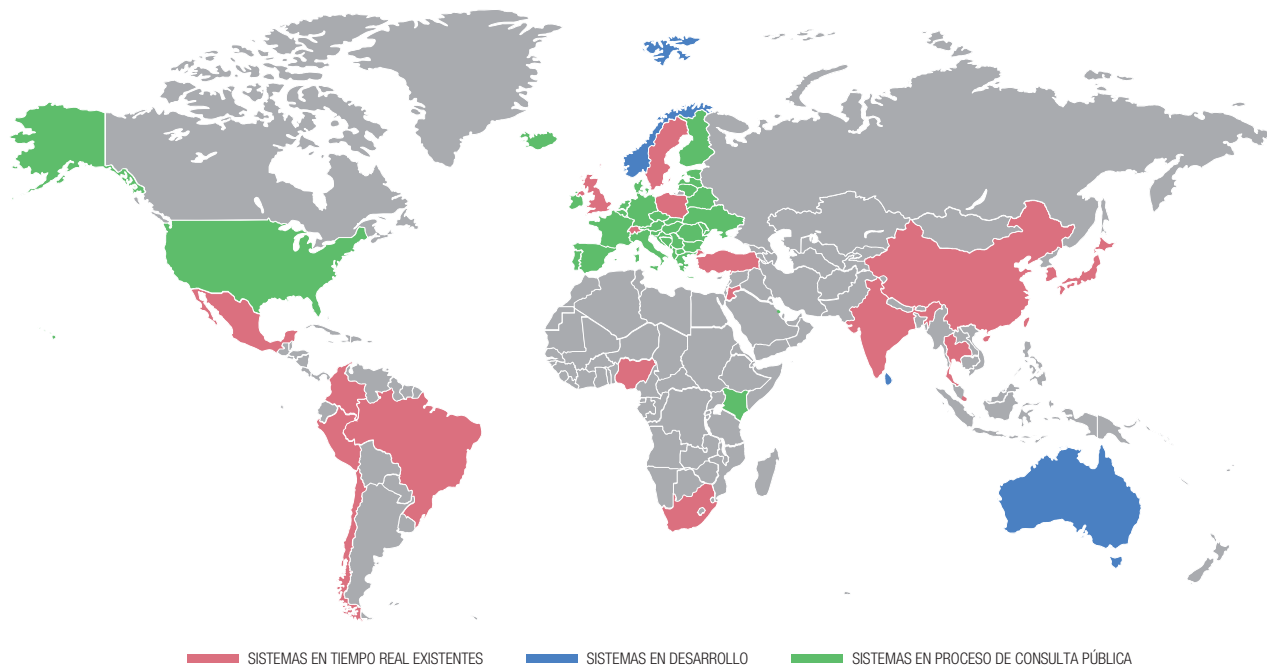 SISTEMAS EN TIEMPO REAL EXISTENTES
SISTEMAS EN DESARROLLO
SISTEMAS EN PROCESO DE CONSULTA PÚBLICA